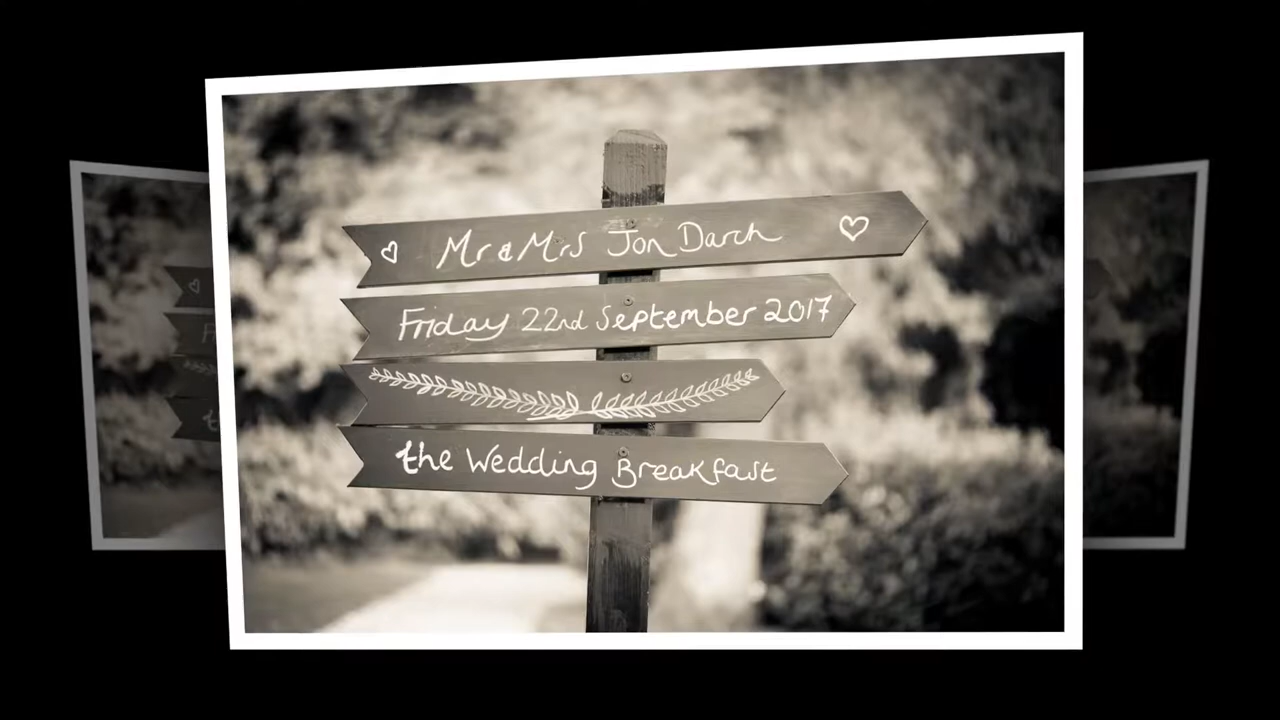 Mr & Mrs Jon Darch
Friday 22nd September 2017
the Wedding Breakfast